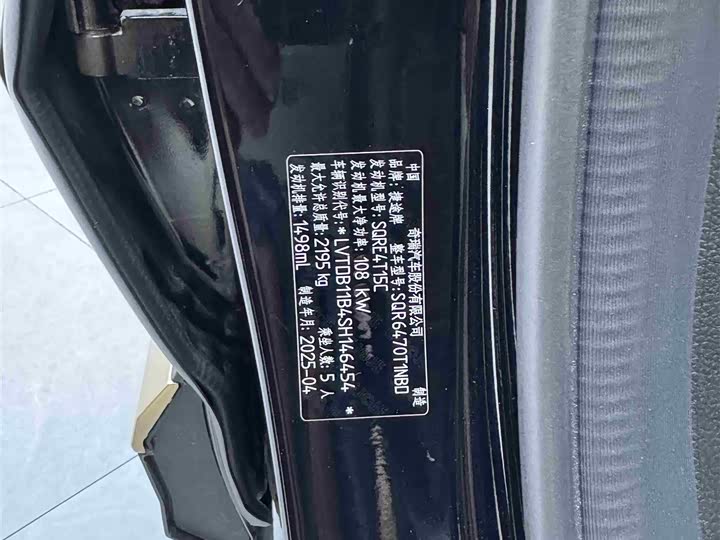 中国 奇瑞汽车股份有限公司 制造
品牌:捷途牌 整车型号:SQR6470T1NBD
发动机型号:SQRE4T15C
发动机最大净功率:108 kW
车辆识别代号:*LVTDB11B4SH146454*
最大允许总质量:2195 kg 乘坐人数:5 人
发动机排量:1498mL 制造年月:2025-04